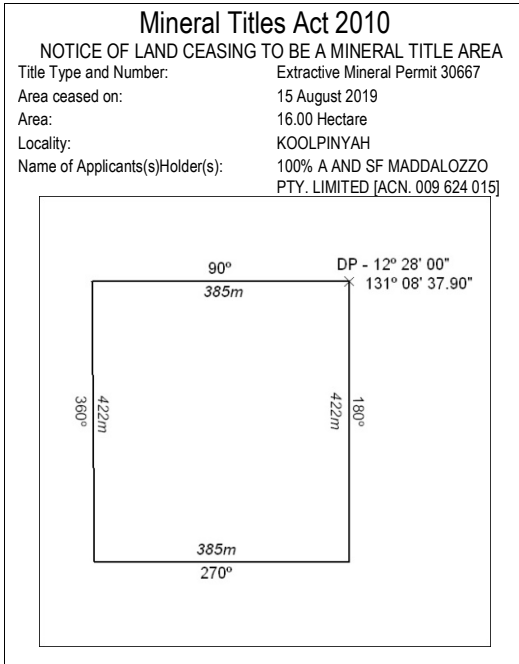 Mineral Titles Act 2010
NOTICE OF LAND CEASING TO BE A MINERAL TITLE AREA
Title Type and Number: Extractive Mineral Permit 30667
Area ceased on: 15 August 2019
Area: 16.00 Hectare
Locality: KOOLPINYAH
Name of Applicants(s)Holder(s): 100% A AND SF MADDALOZZO
PTY. LIMITED [ACN. 009 624 015]
DP - 12º 28' 00"
131º 08' 37.90"
90º
385m
360º
422m
422m
180º
385m
270º